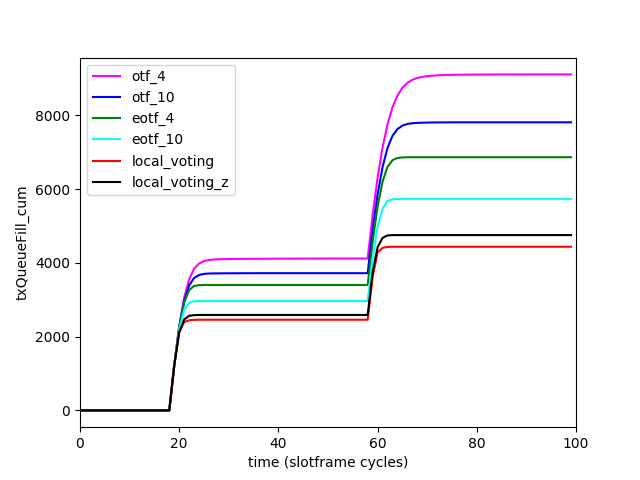 otf_4
otf_10
eotf_4
eotf_10
local_voting
local_voting_z
txQueueFill_cum
8000
6000
4000
2000
0
0 20 40 60 80 100
time (slotframe cycles)